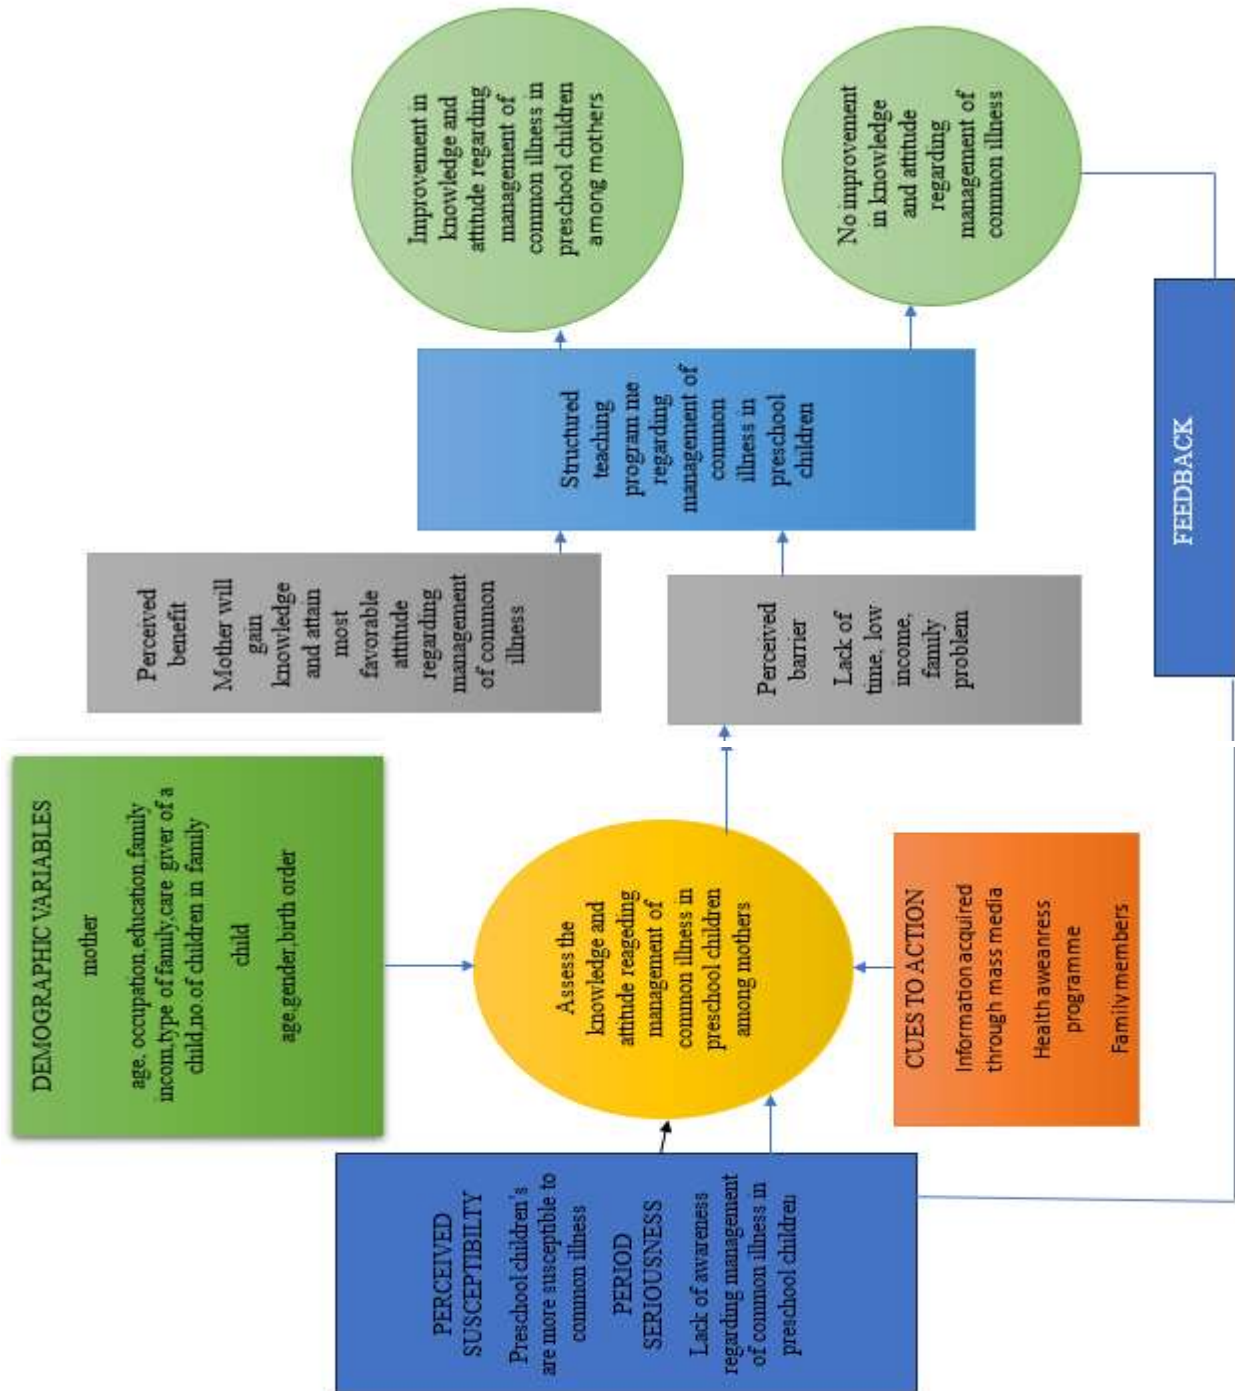 PERCEIVED
SUSCEPTIBILTY
Preschool children's
are more susceptible to
common illness
PERIOD
SERIOUSNESS
Lack of awareness
regarding management
of common illness in
preschool children
DEMOGRAPHIC VARIABLES
mother
age, occupation,education,family
incom,type of family,care giver of a
child,no.of children in family
child
age,gender,birth order
Assess the
knowledge and
attitude reageding
management of
common illness in
preschool children
among mothers
CUES TO ACTION
Information acquired
through mass media
Health aweanress
programme
Family members
Perceived
benefit
Mother will
gain
knowledge
and attain
most
favorable
attitude
regarding
management
of common
illness
Perceived
barrier
Lack of
time, low
income,
family
problem
Structured
teaching
program me
regarding
management of
common
illness in
preschool
children
Improvement in
knowledge and
attitude regarding
management of
common illness in
preschool children
among mothers
No improvement
in knowledge
and attitude
regarding
management of
common illness
FEEDBACK